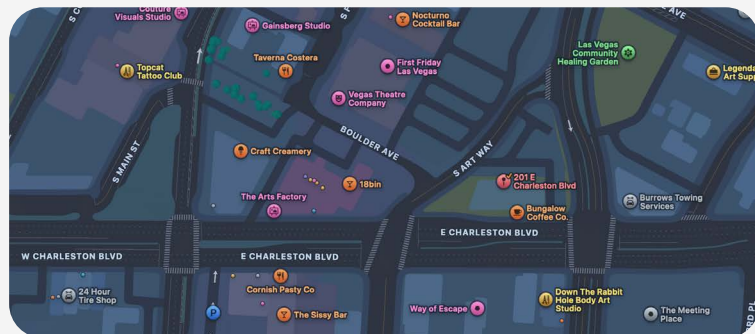 Couture
Visuals Studio
Gainsberg Studio
Nocturno
Cocktail Bar
AVE
Topcat
Tattoo Club
Taverna Costera
First Friday
Las Vegas
Las Vegas
Community
Healing Garden
Legenda
Art Supp
Vegas Theatre
Company
BOULDER AVE
S MAIN ST
Craft Creamery
S ART WAY
18bin
201 E
Charleston Blvd
The Arts Factory
Bungalow
Coffee Co.
Burrows Towing
Services
W CHARLESTON BLVD
E CHARLESTON BLVD
E CHARLESTON BLVD
24 Hour
Tire Shop
Cornish Pasty Co
P
The Sissy Bar
Way of Escape
Down The Rabbit
Hole Body Art
Studio
The Meeting
Place